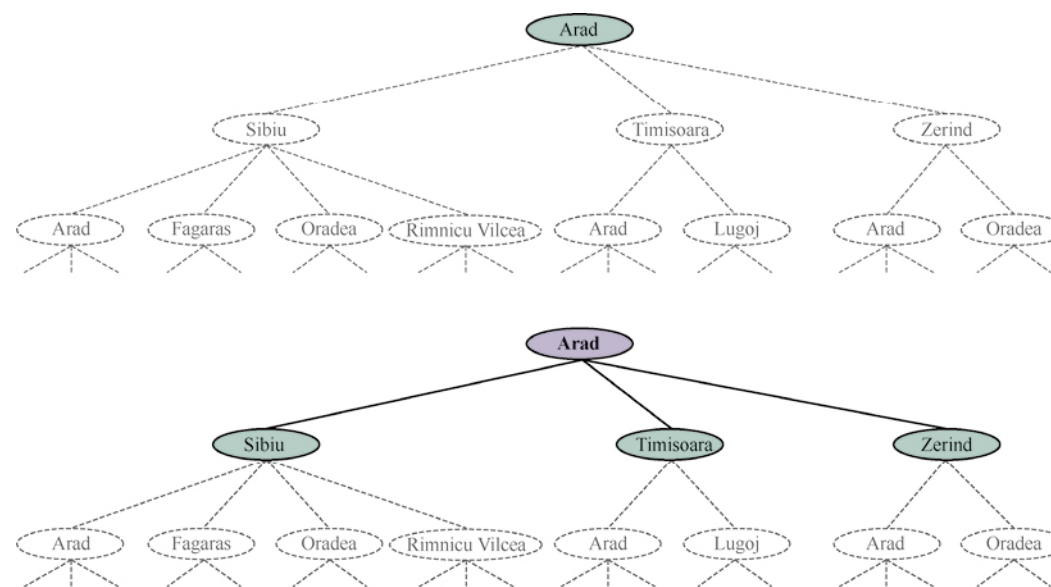 Arad
Sibiu Timisoara Zerind
Arad Fagaras Oradea Rimnicu Vilcea Arad Lugoj Arad Oradea
Arad
Sibiu Timisoara Zerind
Arad Fagaras Oradea Rimnicu Vilcea Arad Lugoj Arad Oradea